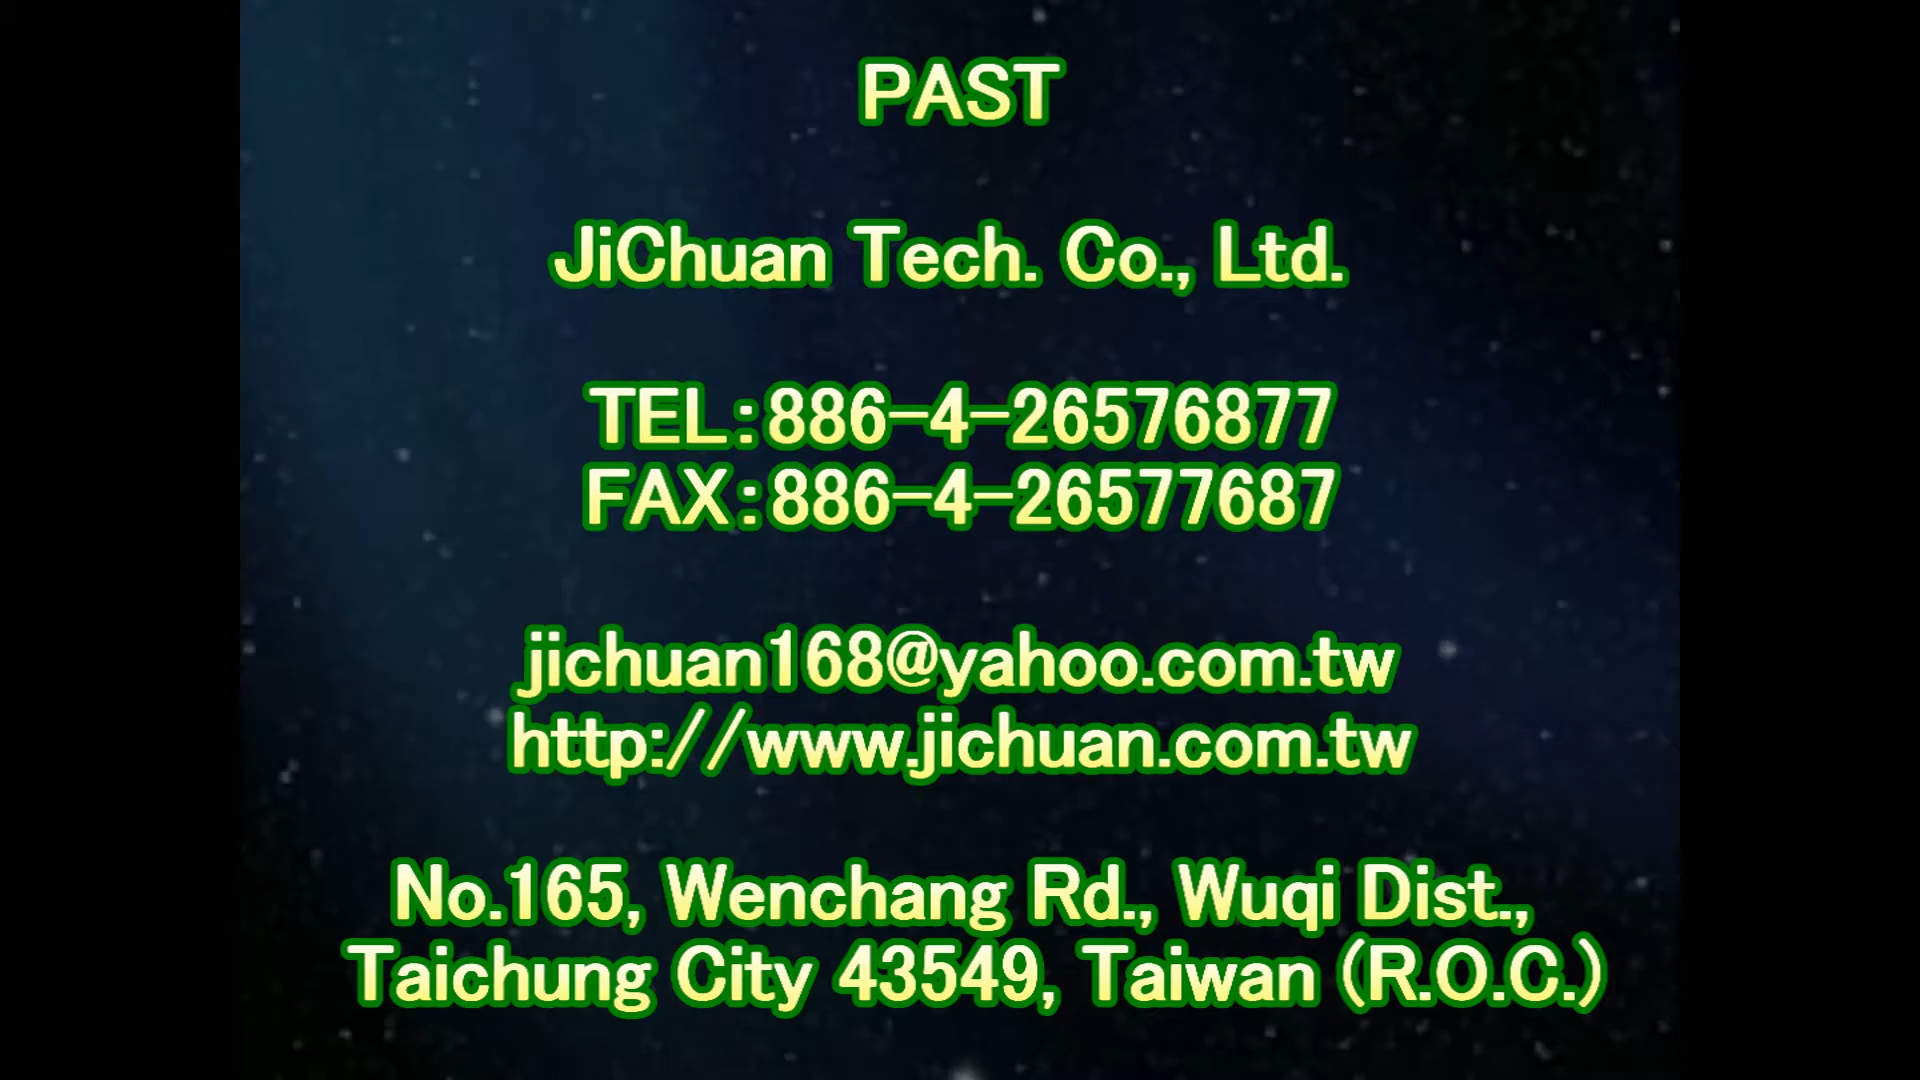 PAST
JiChuan Tech. Co., Ltd.
TEL:886-4-26576877
FAX:886-4-26577687
jichuan168@yahoo.com.tw
http://www.jichuan.com.tw
No.165, Wenchang Rd., Wuqi Dist.,
Taichung City 43549, Taiwan (R.O.C.)